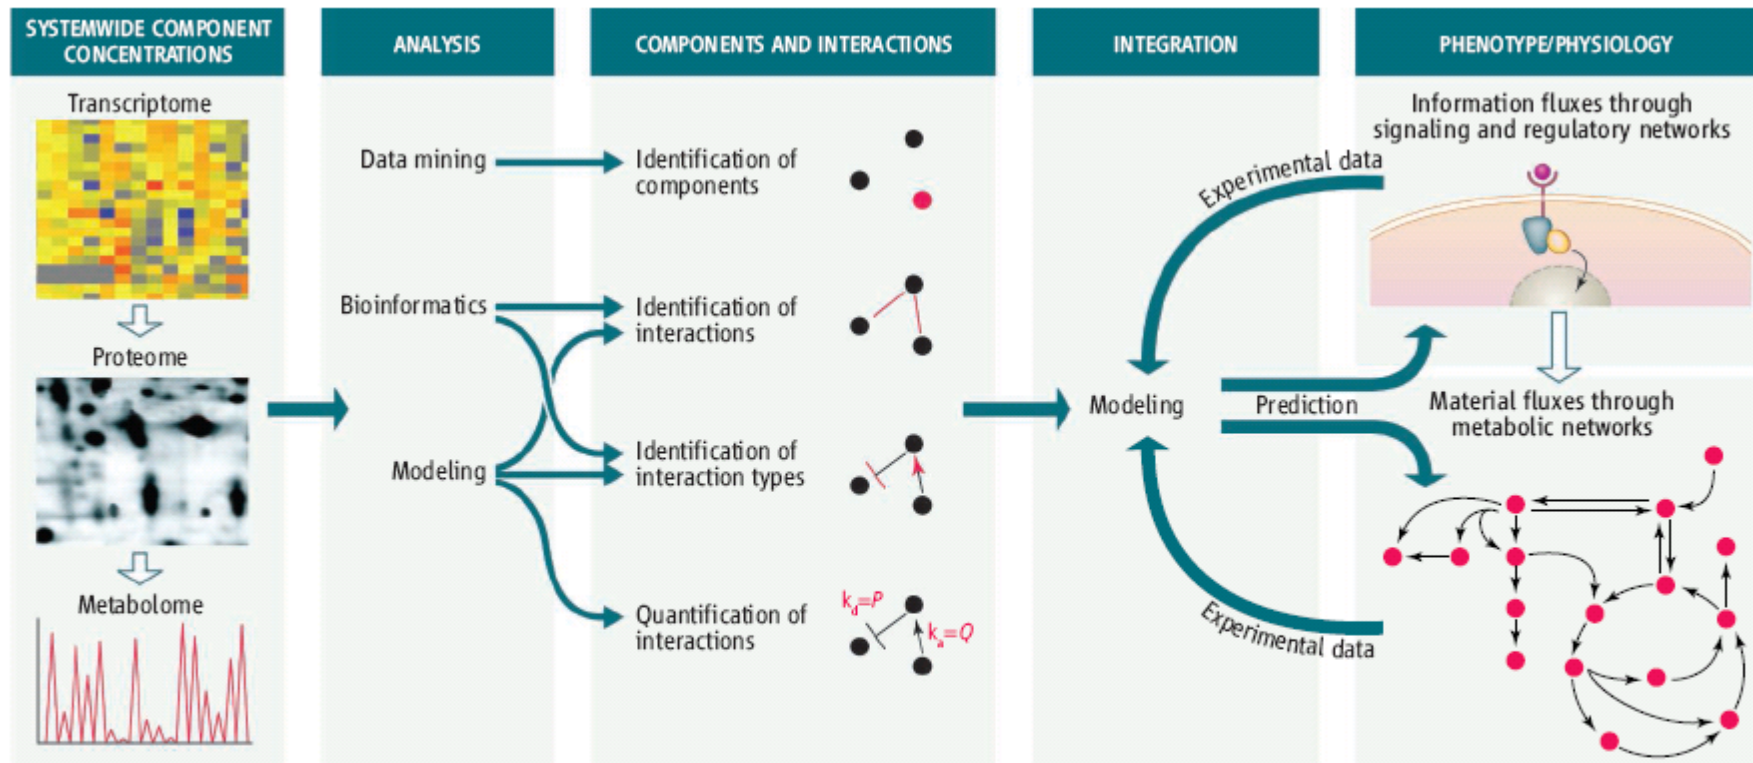 SYSTEMWIDE COMPONENT
CONCENTRATIONS
ANALYSIS
COMPONENTS AND INTERACTIONS
INTEGRATION
PHENOTYPE/PHYSIOLOGY
Transcriptome
Proteome
Metabolome
Data mining
Bioinformatics
Modeling
Identification of
components
Identification of
interactions
Identification of
interaction types
Quantification of
interactions
k_d=P
k_a=Q
Experimental data
Modeling
Prediction
Experimental data
Information fluxes through
signaling and regulatory networks
Material fluxes through
metabolic networks